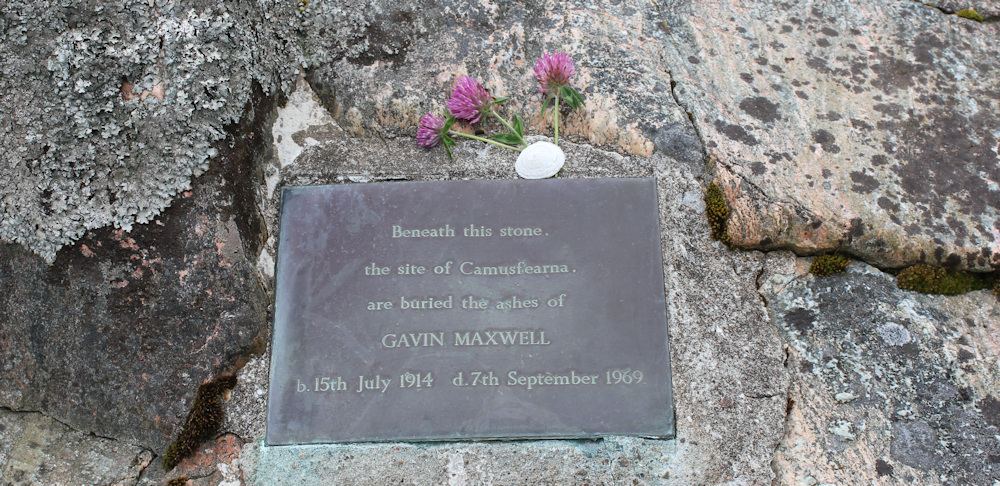 Beneath this stone.
the site of Camusfearna.
are buried the ashes of
GAVIN MAXWELL
b. 15th July 1914 d. 7th September 1969